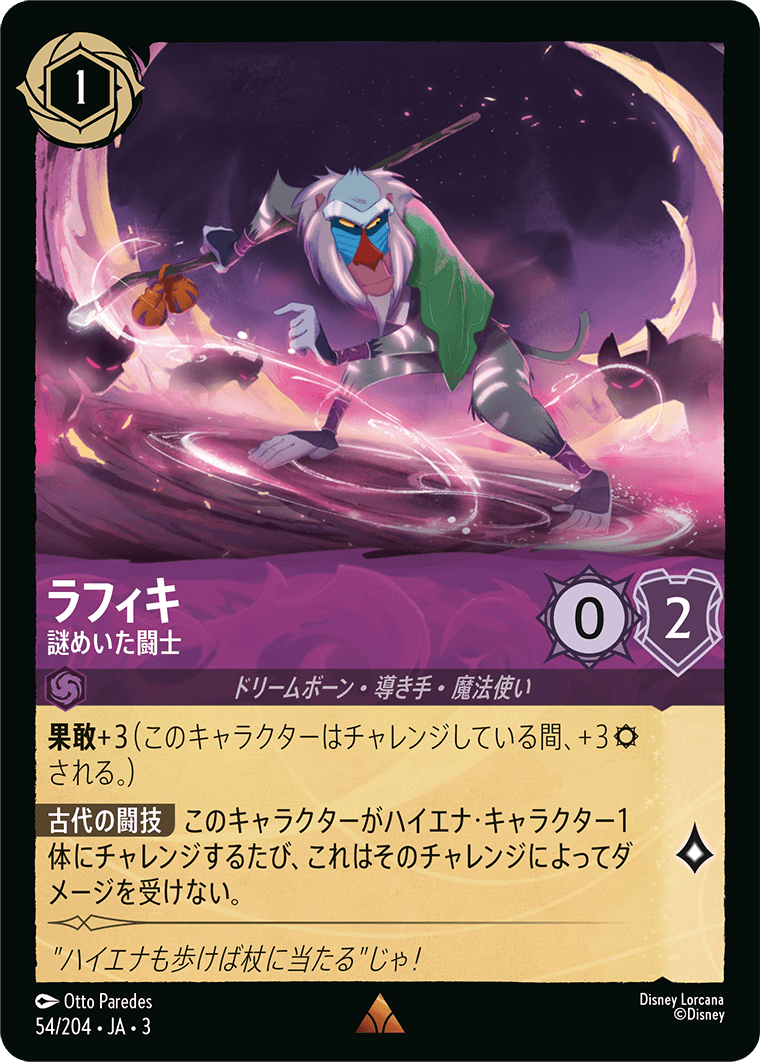 1
ラフィキ
謎めいた闘士
0
2
ドリームボーン・導き手・魔法使い
果敢+3(このキャラクターはチャレンジしている間、+3
される。)
古代の闘技 このキャラクターがハイエナ·キャラクター1
体にチャレンジするたび、これはそのチャレンジによってダ
メージを受けない。
"ハイエナも歩けば杖に当たる"じゃ!
Otto Paredes
54/204 • JA • 3
Disney Lorcana
©Disney